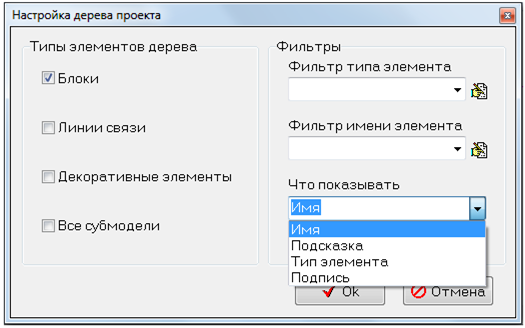 Настройка дерева проекта
Типы элементов дерева
Блоки
Линии связи
Декоративные элементы
Все субмодели
Фильтры
Фильтр типа элемента
Фильтр имени элемента
Что показывать
Имя
Имя
Подсказка
Тип элемента
Подпись
Ok
Отмена